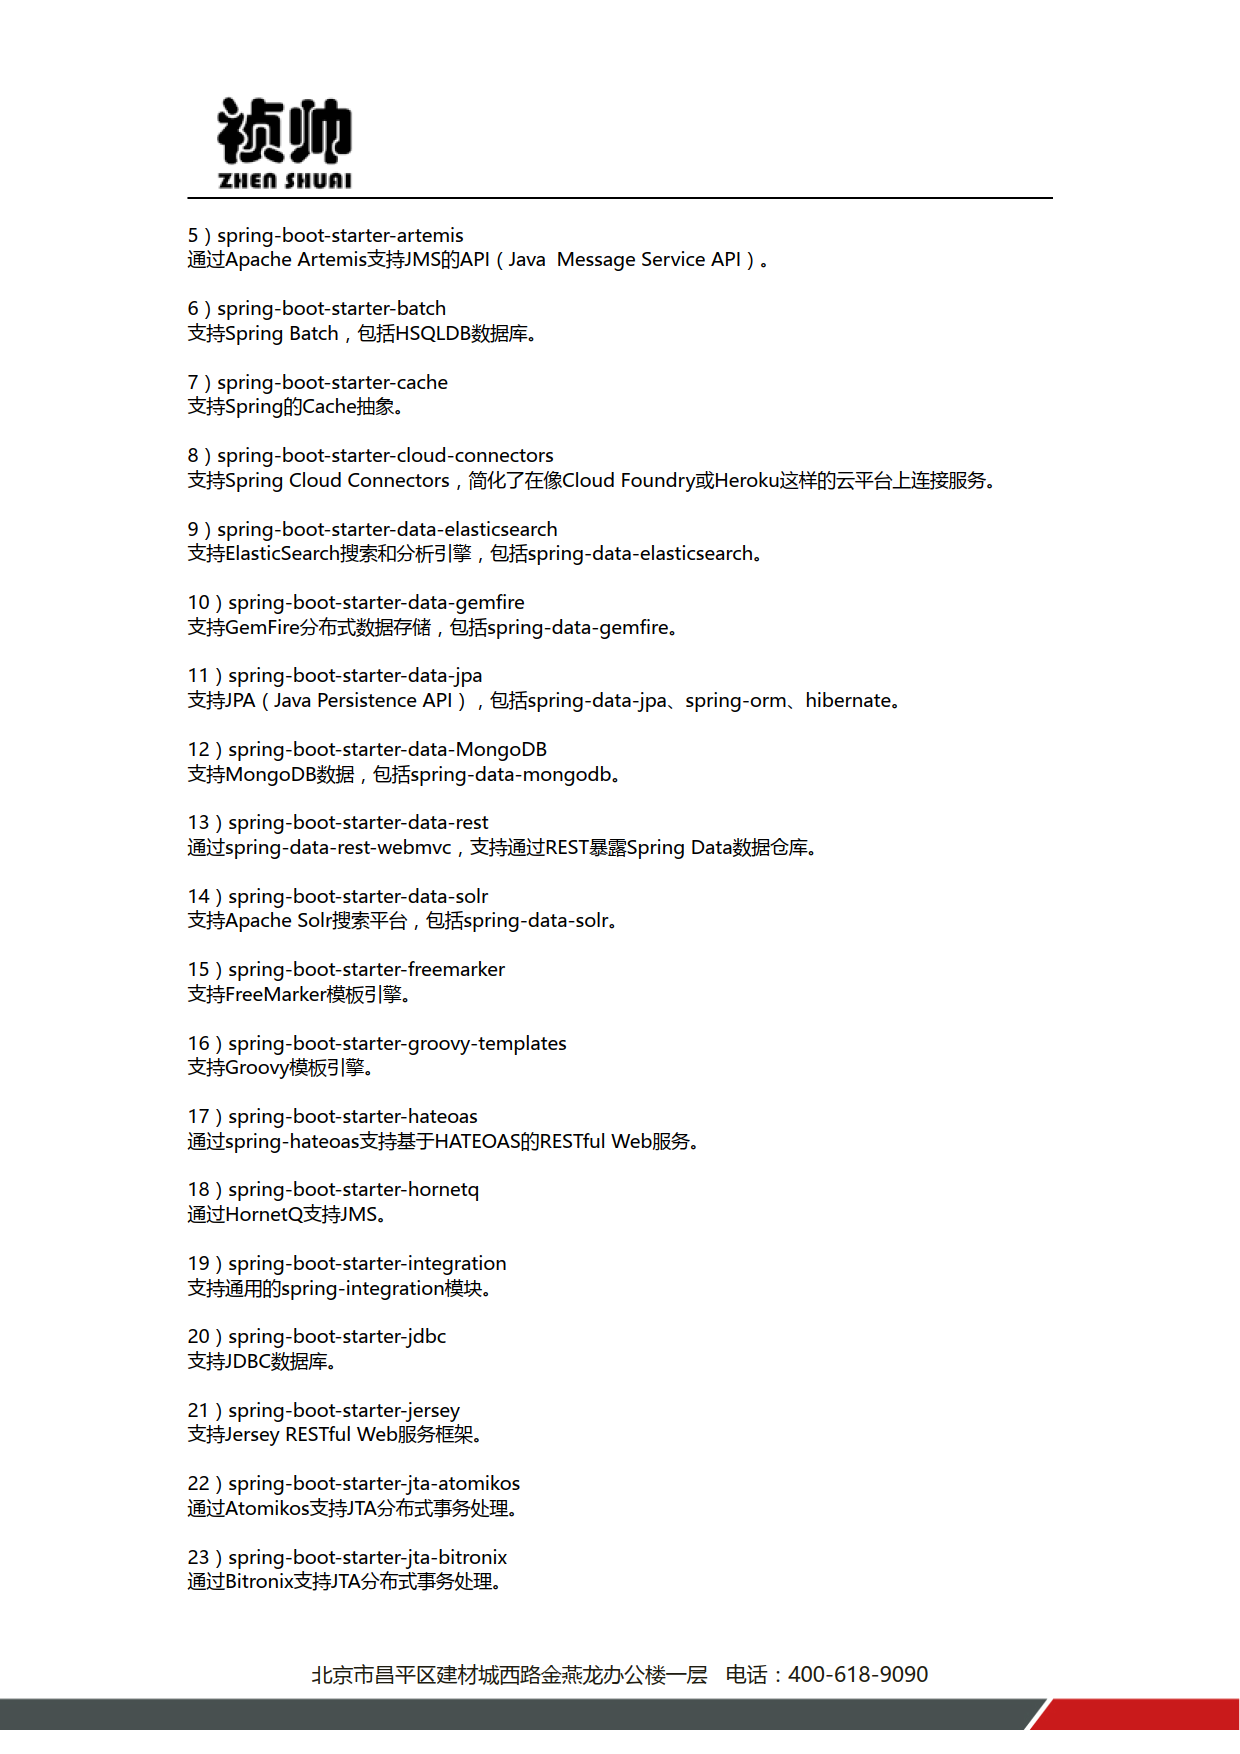 祯帅
ZHEN SHUAI
5）spring-boot-starter-artemis
通过Apache Artemis支持JMS的API（Java  Message Service API）。
6）spring-boot-starter-batch
支持Spring Batch，包括HSQLDB数据库。
7）spring-boot-starter-cache
支持Spring的Cache抽象。
8）spring-boot-starter-cloud-connectors
支持Spring Cloud Connectors，简化了在像Cloud Foundry或Heroku这样的云平台上连接服务。
9）spring-boot-starter-data-elasticsearch
支持ElasticSearch搜索和分析引擎，包括spring-data-elasticsearch。
10）spring-boot-starter-data-gemfire
支持GemFire分布式数据存储，包括spring-data-gemfire。
11）spring-boot-starter-data-jpa
支持JPA（Java Persistence API），包括spring-data-jpa、spring-orm、hibernate。
12）spring-boot-starter-data-MongoDB
支持MongoDB数据，包括spring-data-mongodb。
13）spring-boot-starter-data-rest
通过spring-data-rest-webmvc，支持通过REST暴露Spring Data数据仓库。
14）spring-boot-starter-data-solr
支持Apache Solr搜索平台，包括spring-data-solr。
15）spring-boot-starter-freemarker
支持FreeMarker模板引擎。
16）spring-boot-starter-groovy-templates
支持Groovy模板引擎。
17）spring-boot-starter-hateoas
通过spring-hateoas支持基于HATEOAS的RESTful Web服务。
18）spring-boot-starter-hornetq
通过HornetQ支持JMS。
19）spring-boot-starter-integration
支持通用的spring-integration模块。
20）spring-boot-starter-jdbc
支持JDBC数据库。
21）spring-boot-starter-jersey
支持Jersey RESTful Web服务框架。
22）spring-boot-starter-jta-atomikos
通过Atomikos支持JTA分布式事务处理。
23）spring-boot-starter-jta-bitronix
通过Bitronix支持JTA分布式事务处理。
北京市昌平区建材城西路金燕龙办公楼一层   电话：400-618-9090